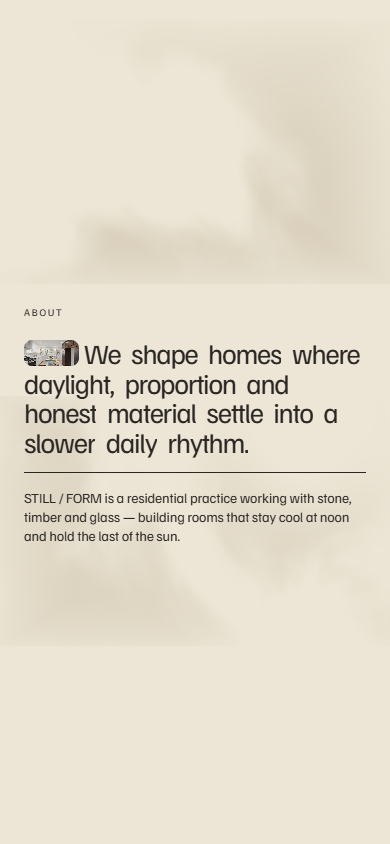 ABOUT
We shape homes where
daylight, proportion and
honest material settle into a
slower daily rhythm.
STILL / FORM is a residential practice working with stone,
timber and glass — building rooms that stay cool at noon
and hold the last of the sun.